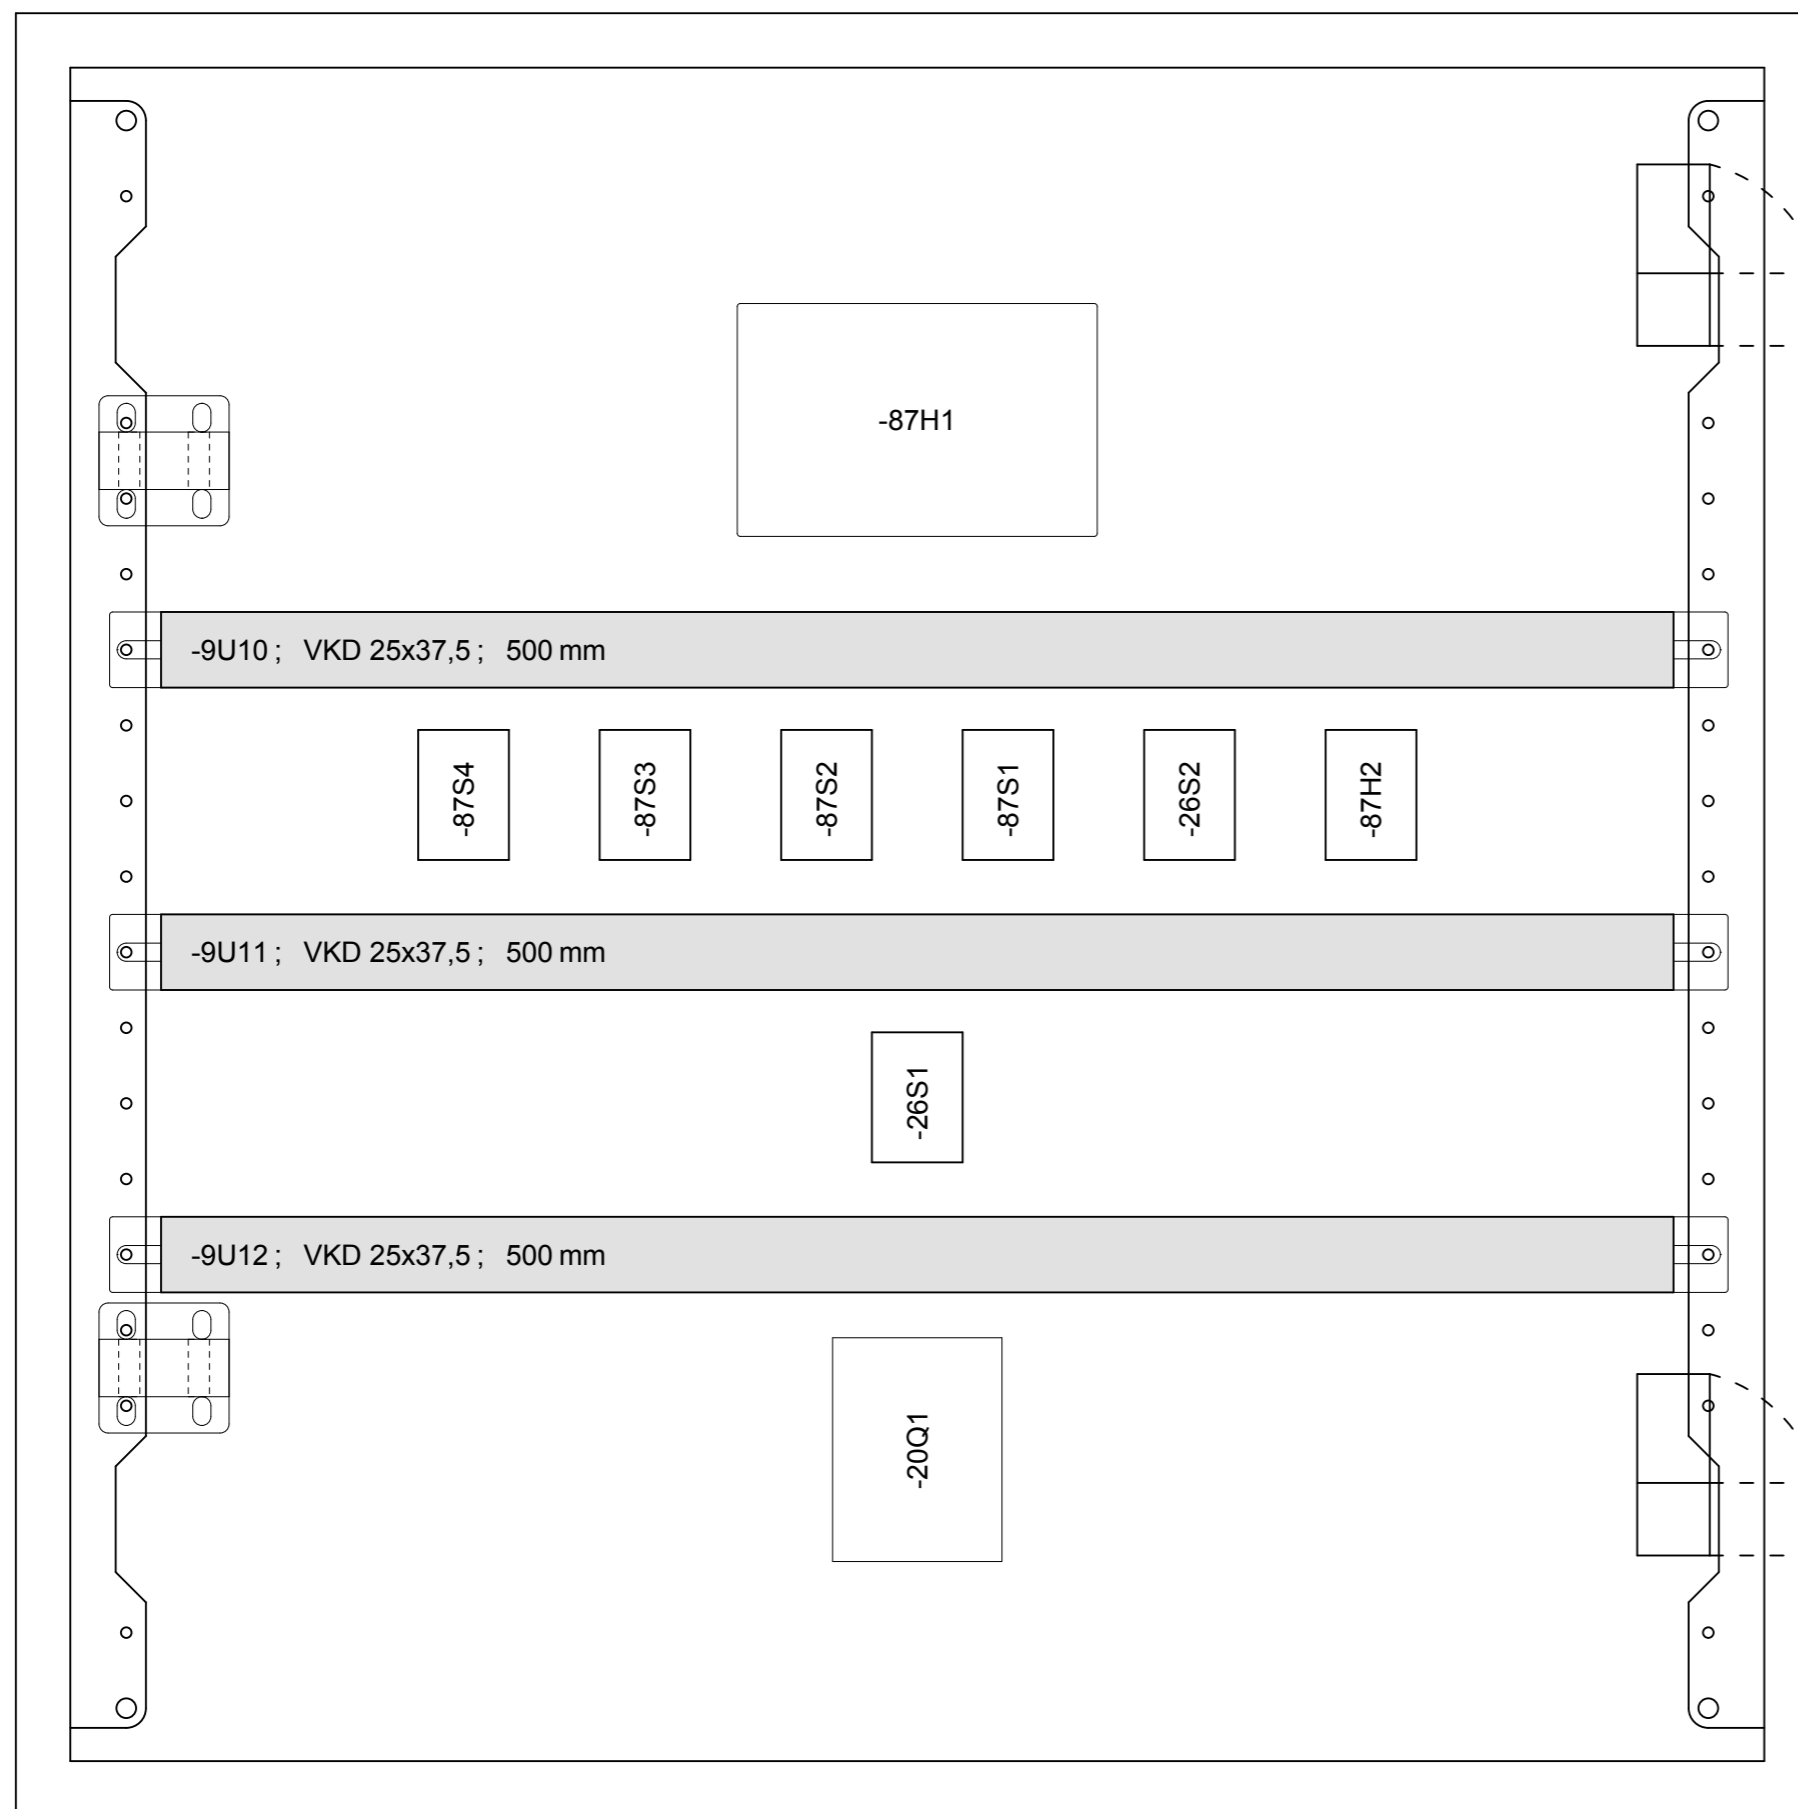 -87H1
-9U10 ; VKD 25x37,5 ; 500 mm
-87S4
-87S3
-87S2
-87S1
-26S2
-87H2
-9U11 ; VKD 25x37,5 ; 500 mm
-26S1
-9U12 ; VKD 25x37,5 ; 500 mm
-20Q1